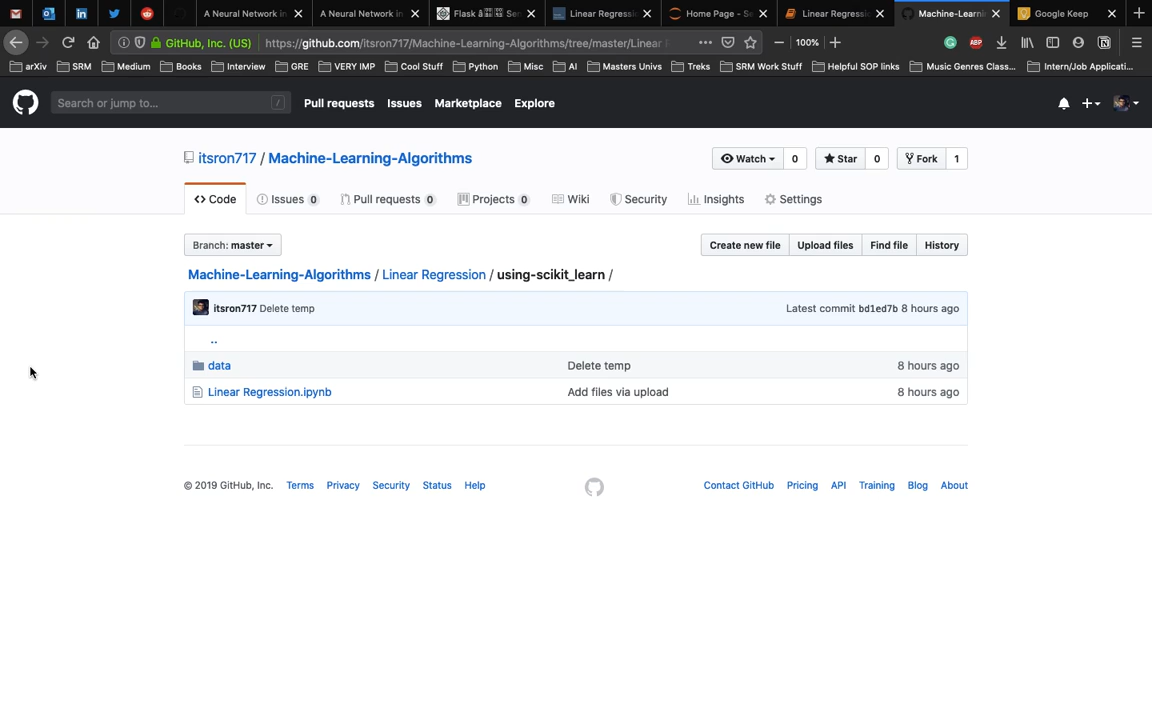 A Neural Network in
A Neural Network in
Linear Regressi
Home Page - Se
Linear Regressi
Machine-Learni
Google Keep
GitHub, Inc. (US)
https://github.com/itsron717/Machine-Learning-Algorithms/tree/master/Linear
100%
ABP
arXiv SRM Medium Books Interview GRE VERY IMP Cool Stuff Python Misc AI Masters Univs Treks SRM Work Stuff Helpful SOP links Music Genres Class... Intern/Job Applicati...
Search or jump to... /
Pull requests Issues Marketplace Explore
itsron717 / Machine-Learning-Algorithms
Watch 0 Star 0 Fork 1
Code Issues 0 Pull requests 0 Projects 0 Wiki Security Insights Settings
Branch: master
Create new file Upload files Find file History
Machine-Learning-Algorithms / Linear Regression / using-scikit_learn /
itsron717 Delete temp Latest commit bd1ed7b 8 hours ago
..
data Delete temp 8 hours ago
Linear Regression.ipynb Add files via upload 8 hours ago
© 2019 GitHub, Inc. Terms Privacy Security Status Help
Contact GitHub Pricing API Training Blog About